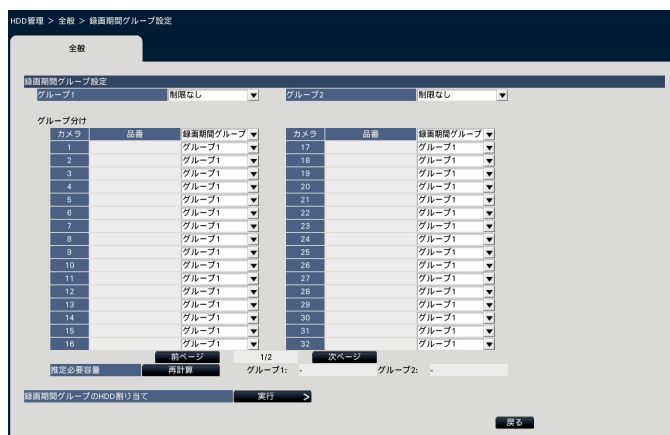 HDD管理 > 全般 > 録画期間グループ設定
全般
録画期間グループ設定
グループ1 制限なし グループ2 制限なし
グループ分け
カメラ 品番 録画期間グループ カメラ 品番 録画期間グループ
1 グループ1 17 グループ1
2 グループ1 18 グループ1
3 グループ1 19 グループ1
4 グループ1 20 グループ1
5 グループ1 21 グループ1
6 グループ1 22 グループ1
7 グループ1 23 グループ1
8 グループ1 24 グループ1
9 グループ1 25 グループ1
10 グループ1 26 グループ1
11 グループ1 27 グループ1
12 グループ1 28 グループ1
13 グループ1 29 グループ1
14 グループ1 30 グループ1
15 グループ1 31 グループ1
16 グループ1 32 グループ1
前ページ 1/2 次ページ
推定必要容量 再計算 グループ1: - グループ2: -
録画期間グループのHDD割り当て 実行 >
戻る